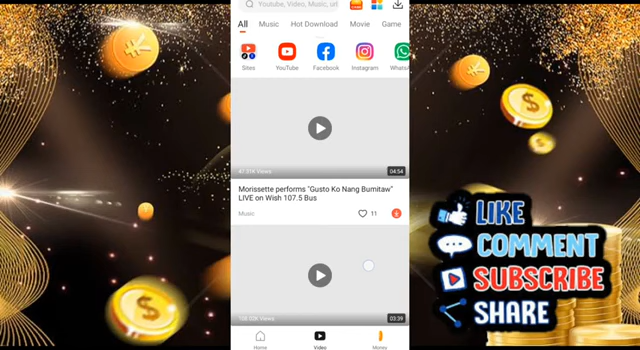 Youtube, Video, Music, url
All Music Hot Download Movie Game
Sites YouTube Facebook Instagram WhatsA
47.31K Views 04:54
Morissette performs "Gusto Ko Nang Bumitaw"
LIVE on Wish 107.5 Bus
Music 11
03:39
Home Video Money
LIKE
COMMENT
SUBSCRIBE
SHARE